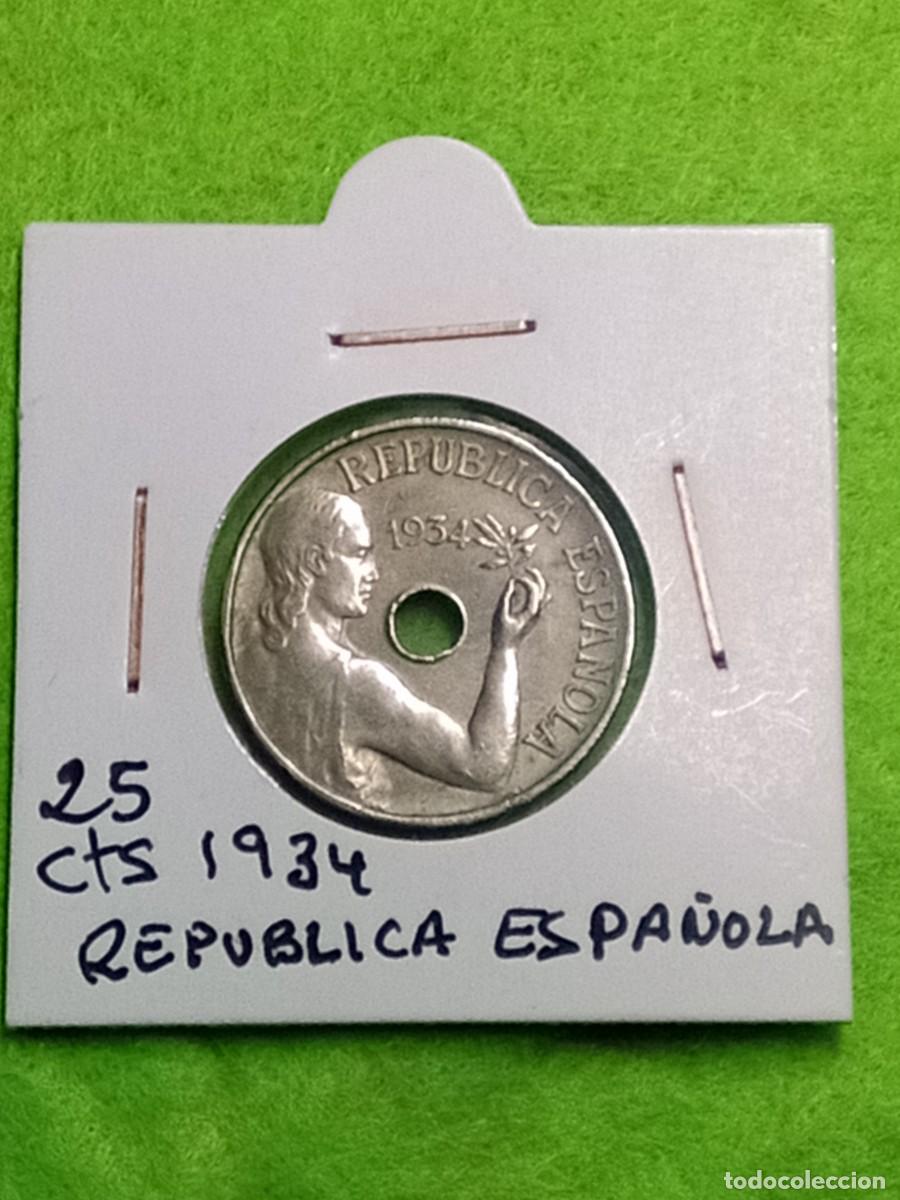 REPUBLICA ESPAÑOLA
1934
25
cts 1934
REPUBLICA ESPAÑOLA
todocoleccion